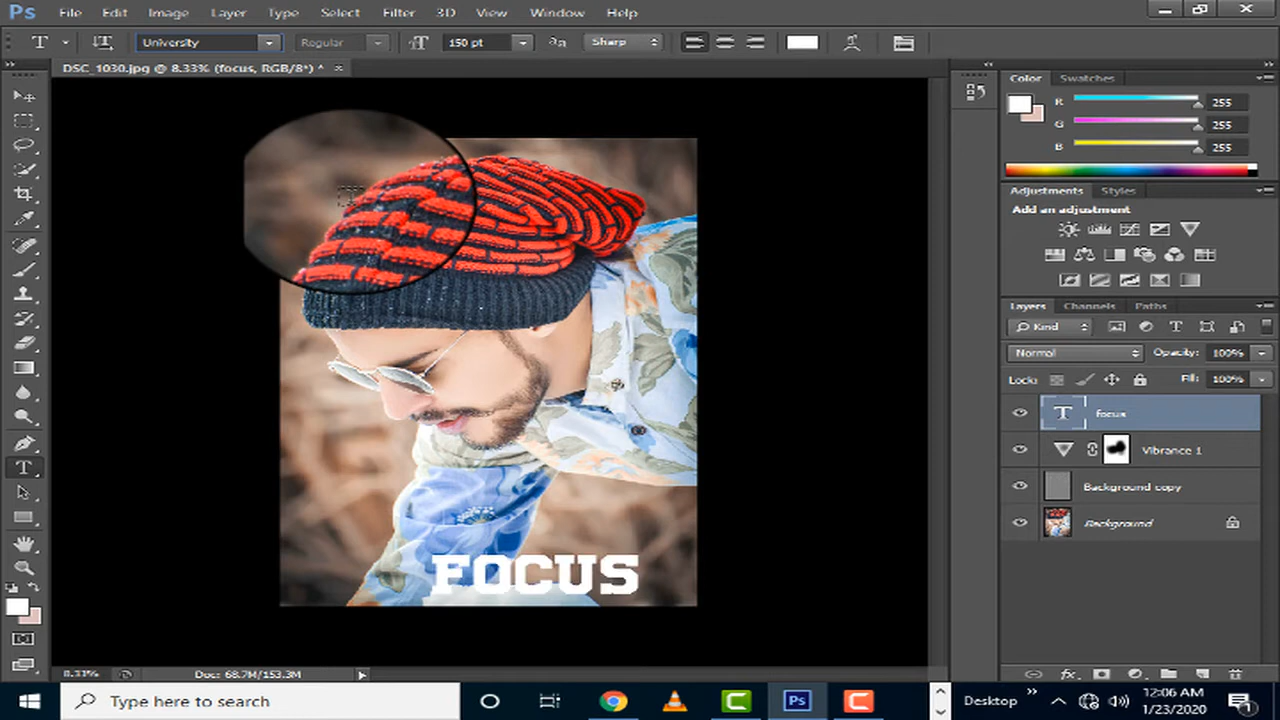 Ps File Edit Image Layer Type Select Filter 3D View Window Help
T University Regular 150 pt Sharp
DSC_1030.jpg @ 8.33% (focus, RGB/8*) * ×
Color Swatches
R 255
G 255
B 255
Adjustments Styles
Add an adjustment
Layers Channels Paths
Kind
Normal Opacity: 100%
Lock: Fill: 100%
T focus
Vibrance 1
Background copy
Background
FOCUS
8.33% Doc: 68.7M/153.3M
Type here to search
Ps
Desktop
12:06 AM
1/23/2020
1